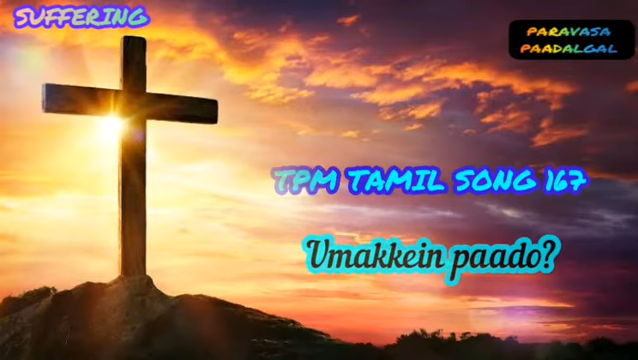 SUFFERING
PARAVASA
PAADALGAL
TPM TAMIL SONG 167
Umakkein paado?